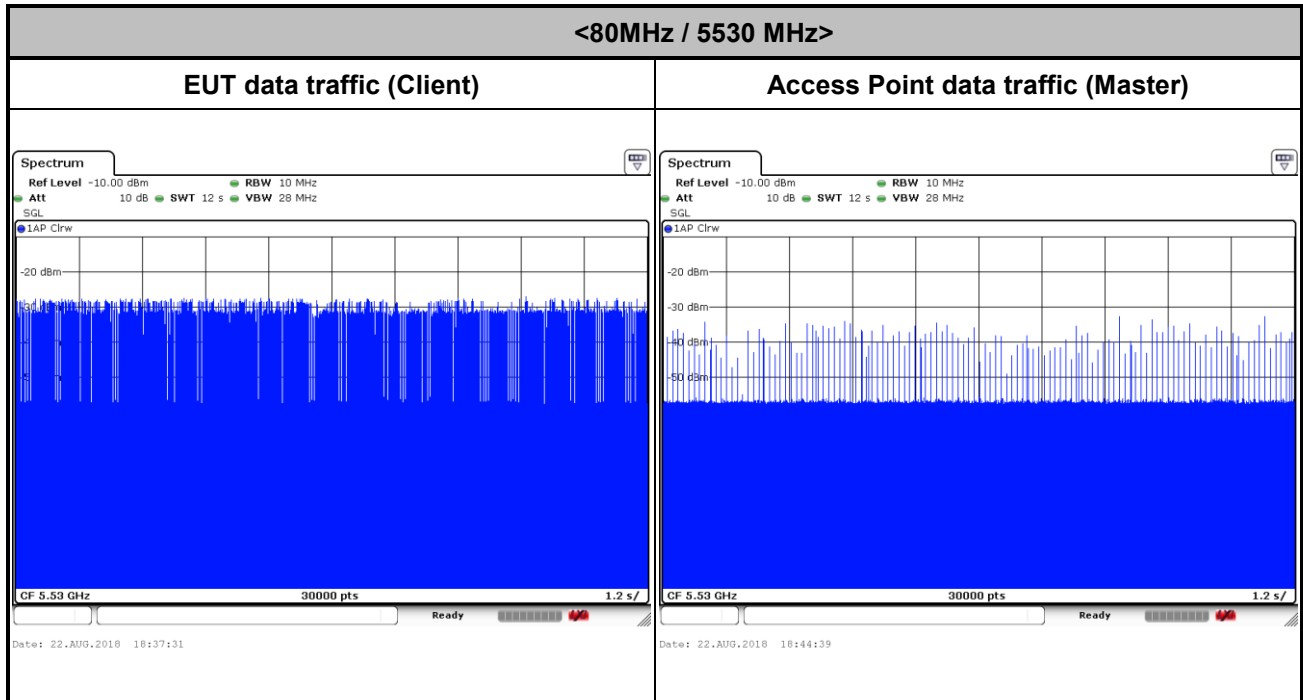 <80MHz / 5530 MHz>
EUT data traffic (Client)
Access Point data traffic (Master)
Spectrum
Ref Level -10.00 dBm RBW 10 MHz
Att 10 dB SWT 12 s VBW 28 MHz
SGL
1AP Clrw
-20 dBm
CF 5.53 GHz 30000 pts 1.2 s/
Ready
Date: 22.AUG.2018 18:37:31
Spectrum
Ref Level -10.00 dBm RBW 10 MHz
Att 10 dB SWT 12 s VBW 28 MHz
SGL
1AP Clrw
-20 dBm
-30 dBm
-40 dBm
-50 dBm
CF 5.53 GHz 30000 pts 1.2 s/
Ready
Date: 22.AUG.2018 18:44:39